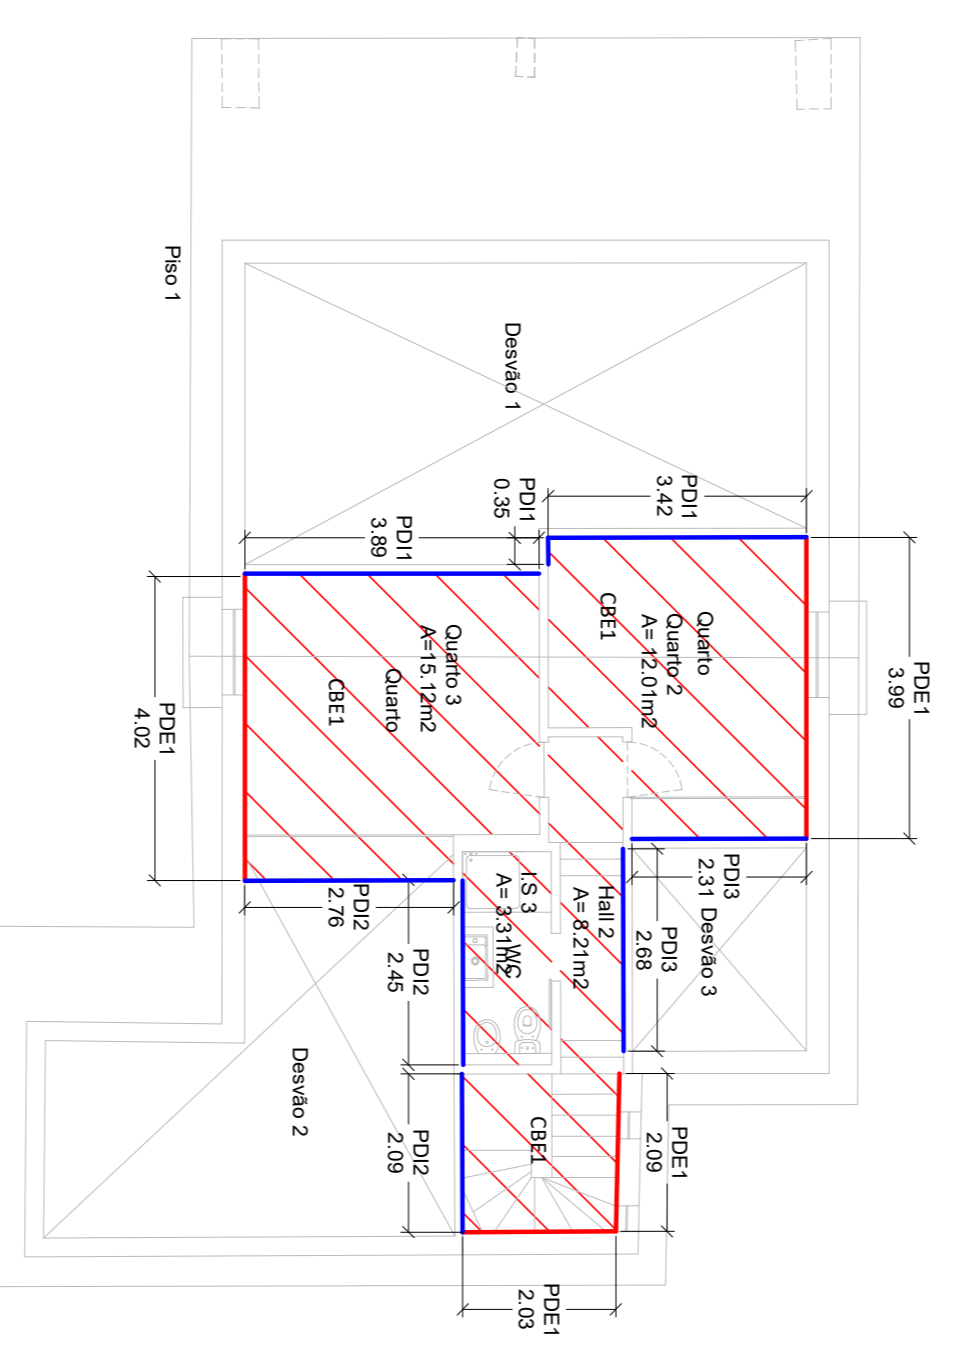 Piso 1
Desvão 1
PDI1
3.42
PDI1
0.35
PDI1
3.89
PDE1
3.99
PDE1
4.02
Quarto
Quarto 2
A= 12.01m2
CBE1
Quarto 3
A=15.12m2
Quarto
CBE1
PDI3
2.31
Desvão 3
PDI3
2.68
Hall 2
A= 8.21m2
I.S 3
A= 3.31m2
WC
PDI2
2.76
PDI2
2.45
Desvão 2
PDI2
2.09
CBE1
PDE1
2.09
PDE1
2.03